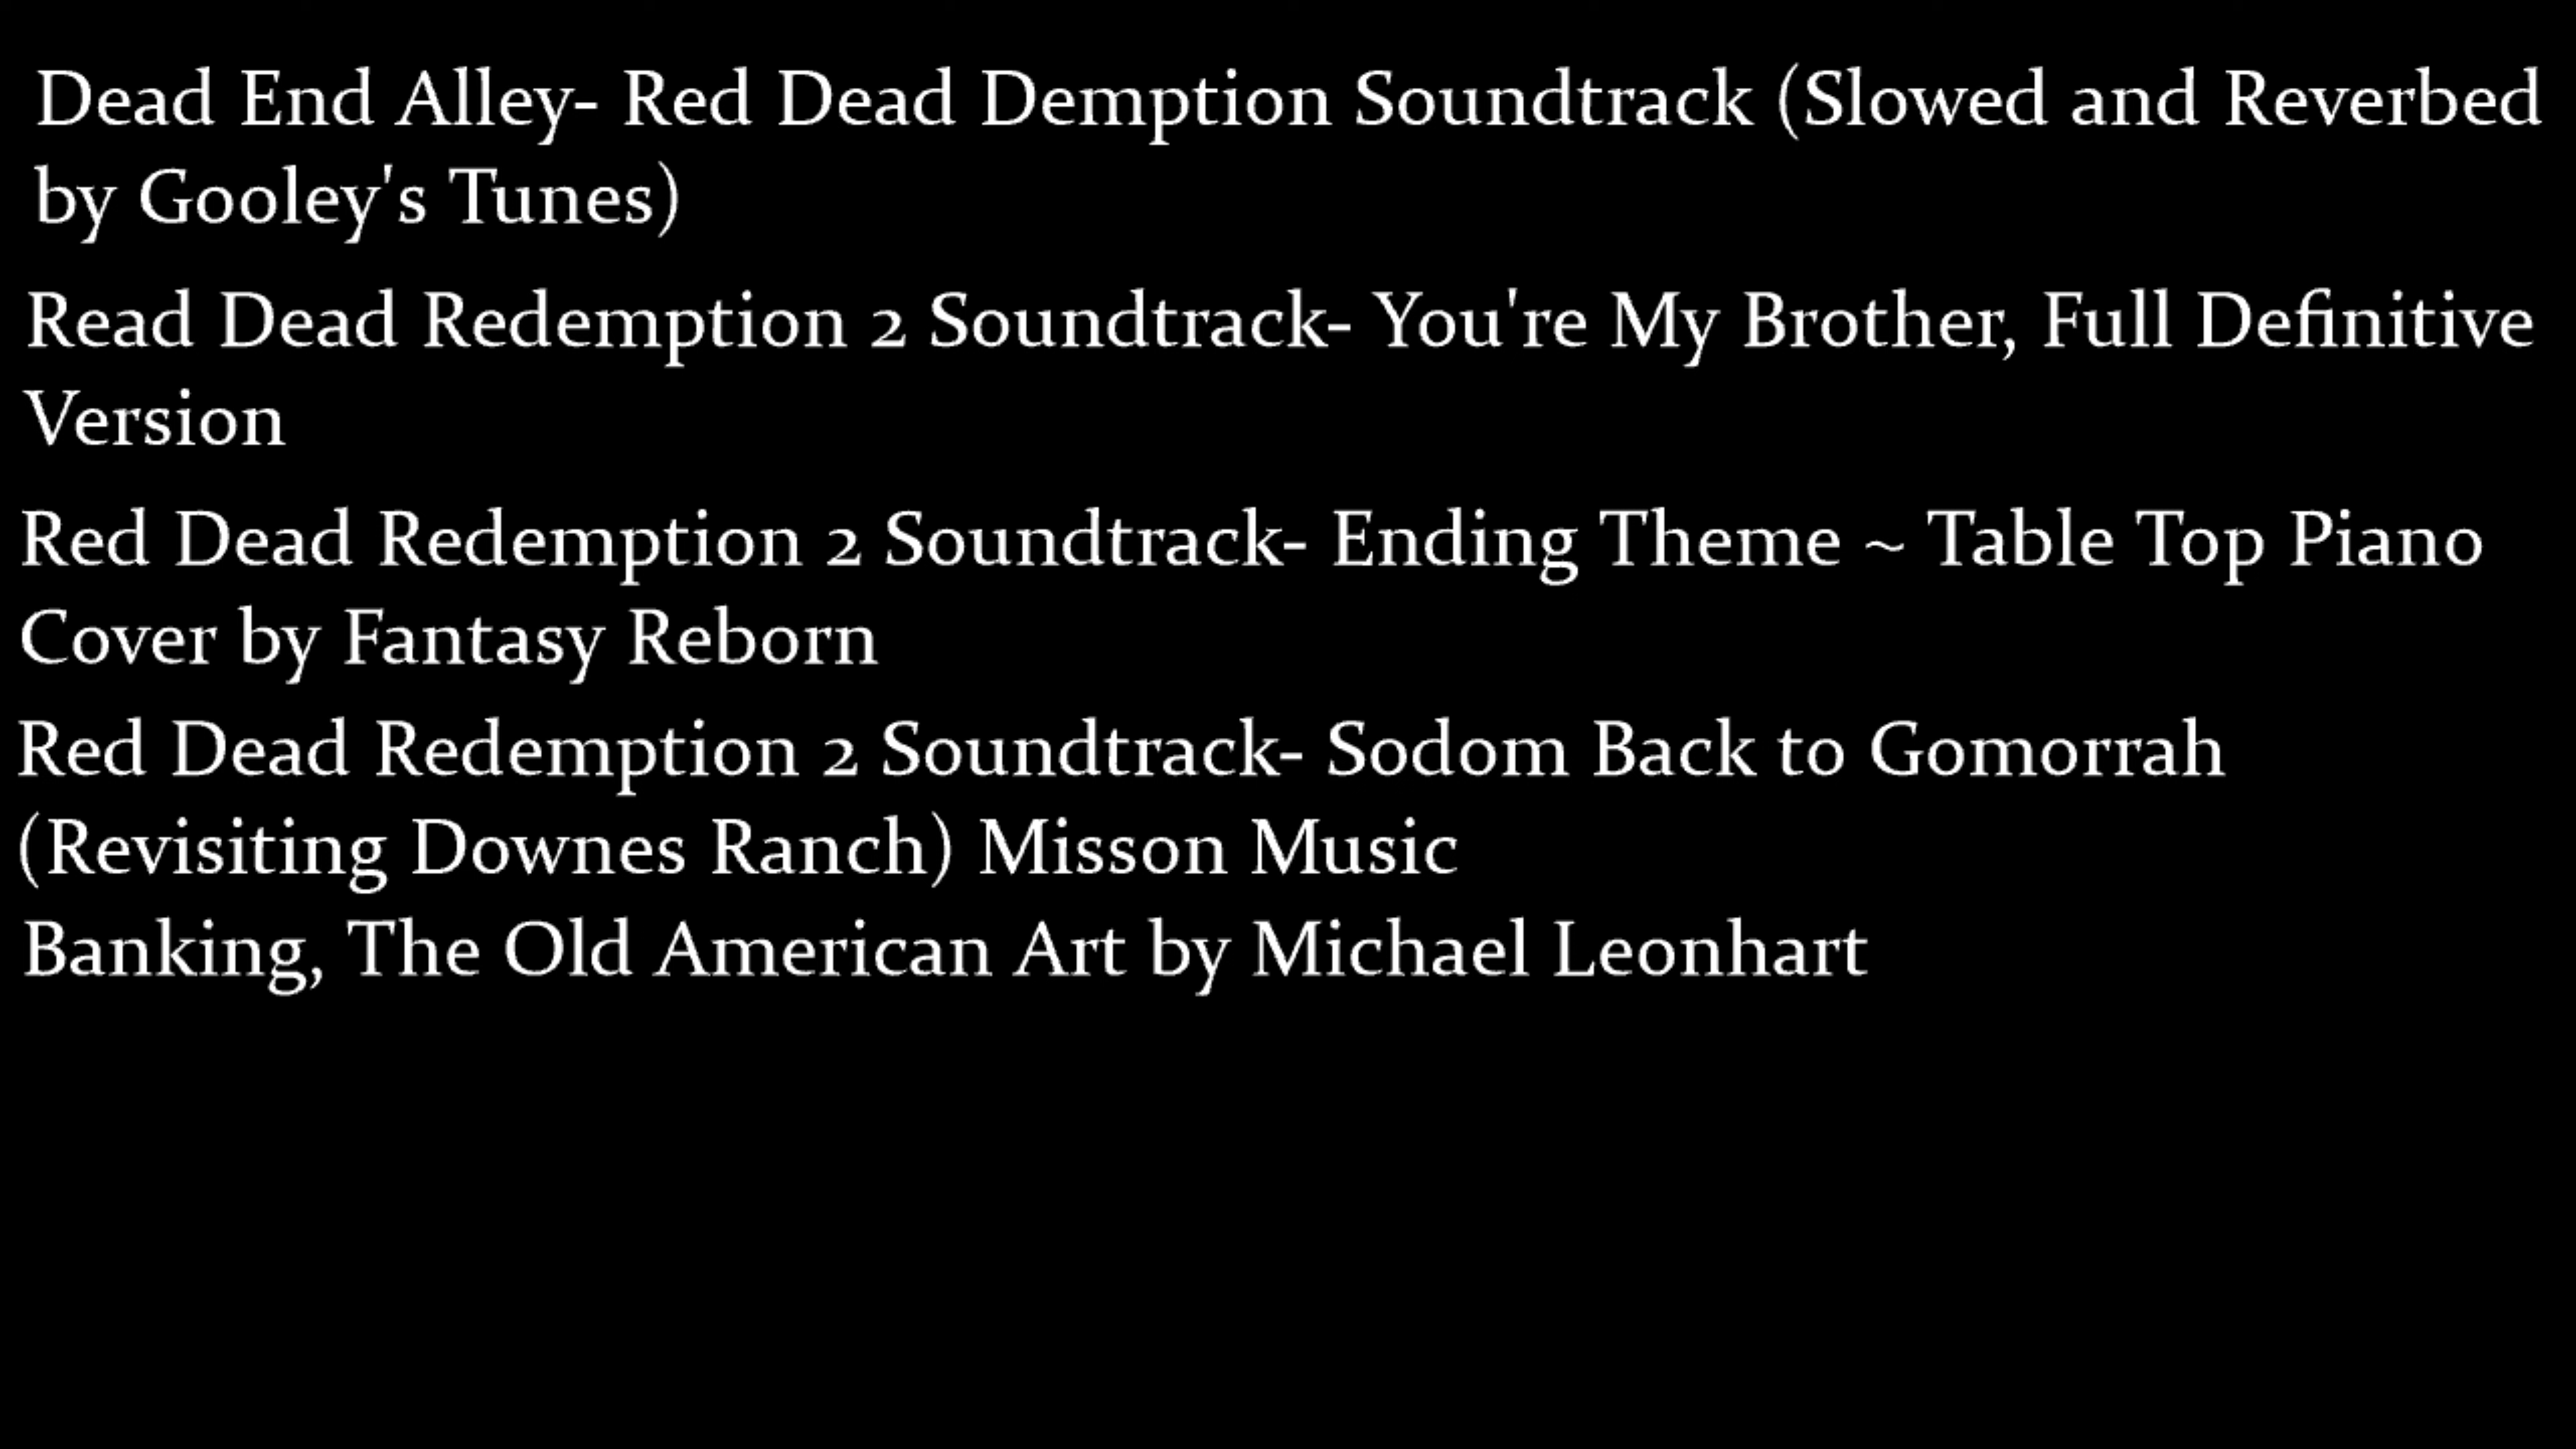 Dead End Alley- Red Dead Demption Soundtrack (Slowed and Reverbed
by Gooley's Tunes)
Read Dead Redemption 2 Soundtrack- You're My Brother, Full Definitive
Version
Red Dead Redemption 2 Soundtrack- Ending Theme ~ Table Top Piano
Cover by Fantasy Reborn
Red Dead Redemption 2 Soundtrack- Sodom Back to Gomorrah
(Revisiting Downes Ranch) Misson Music
Banking, The Old American Art by Michael Leonhart